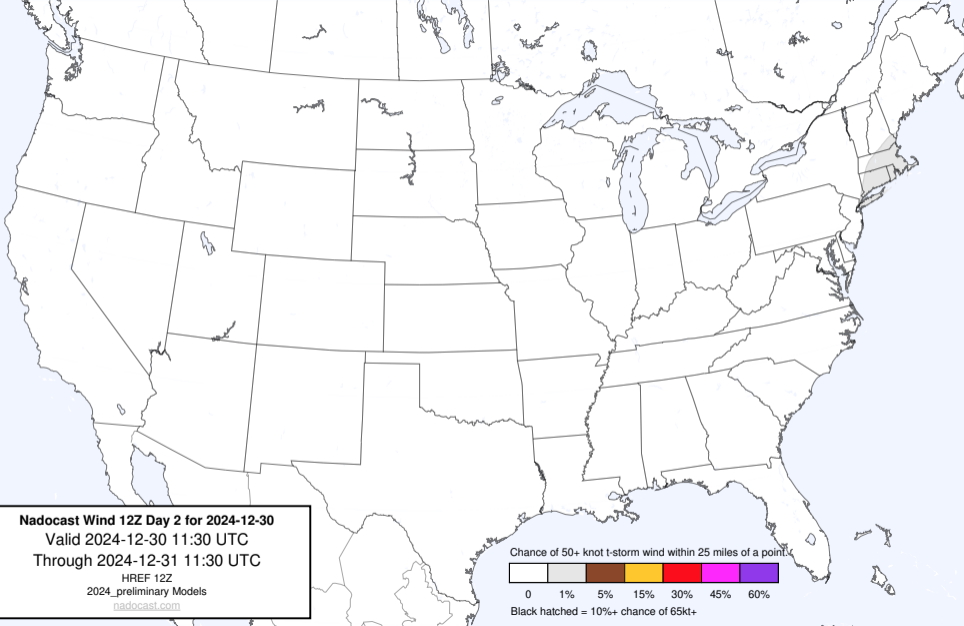 Nadocast Wind 12Z Day 2 for 2024-12-30
Valid 2024-12-30 11:30 UTC
Through 2024-12-31 11:30 UTC
HREF 12Z
2024_preliminary Models
nadocast.com
Chance of 50+ knot t-storm wind within 25 miles of a point.
0 1% 5% 15% 30% 45% 60%
Black hatched = 10%+ chance of 65kt+